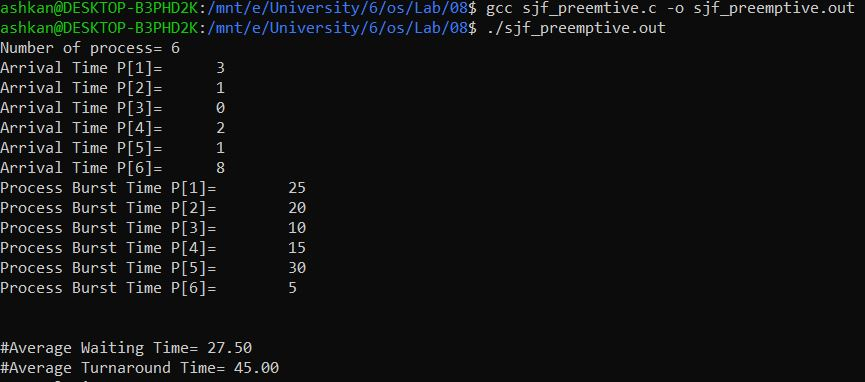 ashkan@DESKTOP-B3PHD2K:/mnt/e/University/6/os/Lab/08$ gcc sjf_preemtive.c -o sjf_preemptive.out
ashkan@DESKTOP-B3PHD2K:/mnt/e/University/6/os/Lab/08$ ./sjf_preemptive.out
Number of process= 6
Arrival Time P[1]=      3
Arrival Time P[2]=      1
Arrival Time P[3]=      0
Arrival Time P[4]=      2
Arrival Time P[5]=      1
Arrival Time P[6]=      8
Process Burst Time P[1]=        25
Process Burst Time P[2]=        20
Process Burst Time P[3]=        10
Process Burst Time P[4]=        15
Process Burst Time P[5]=        30
Process Burst Time P[6]=        5
#Average Waiting Time= 27.50
#Average Turnaround Time= 45.00